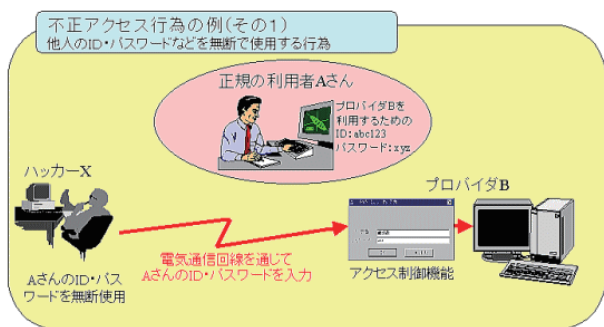 不正アクセス行為の例(その1)
他人のID・パスワードなどを無断で使用する行為
正規の利用者Aさん
プロバイダBを
利用するための
ID:abc123
パスワード:xyz
ハッカーX
プロバイダB
電気通信回線を通じて
AさんのID・パスワードを入力
アクセス制御機能
AさんのID・パス
ワードを無断使用